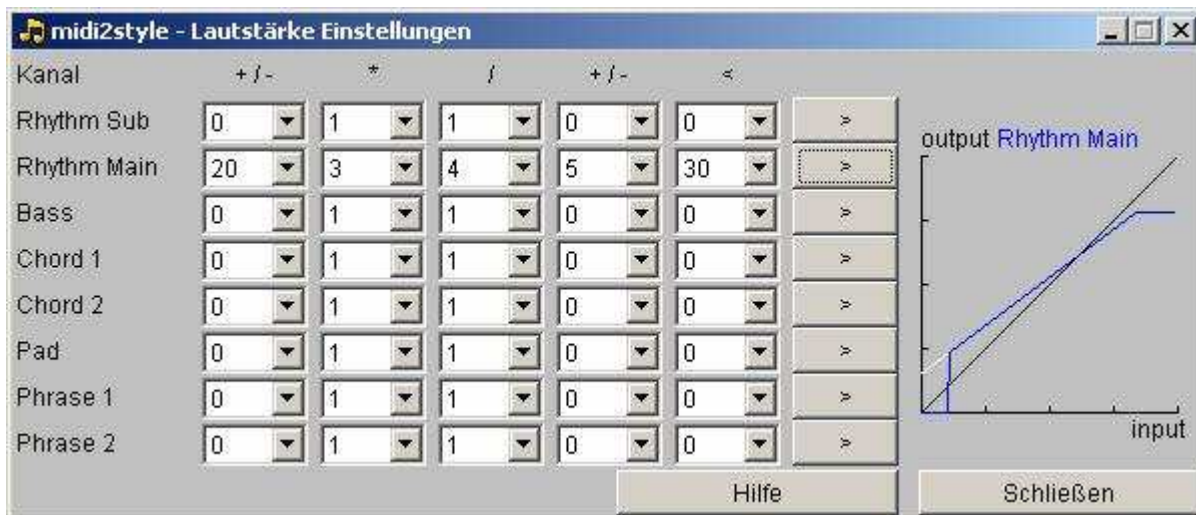 midi2style - Lautstärke Einstellungen
Kanal + / - * / + / - <
Rhythm Sub 0 1 1 0 0 >
Rhythm Main 20 3 4 5 30 >
Bass 0 1 1 0 0 >
Chord 1 0 1 1 0 0 >
Chord 2 0 1 1 0 0 >
Pad 0 1 1 0 0 >
Phrase 1 0 1 1 0 0 >
Phrase 2 0 1 1 0 0 >
output Rhythm Main
input
Hilfe
Schließen